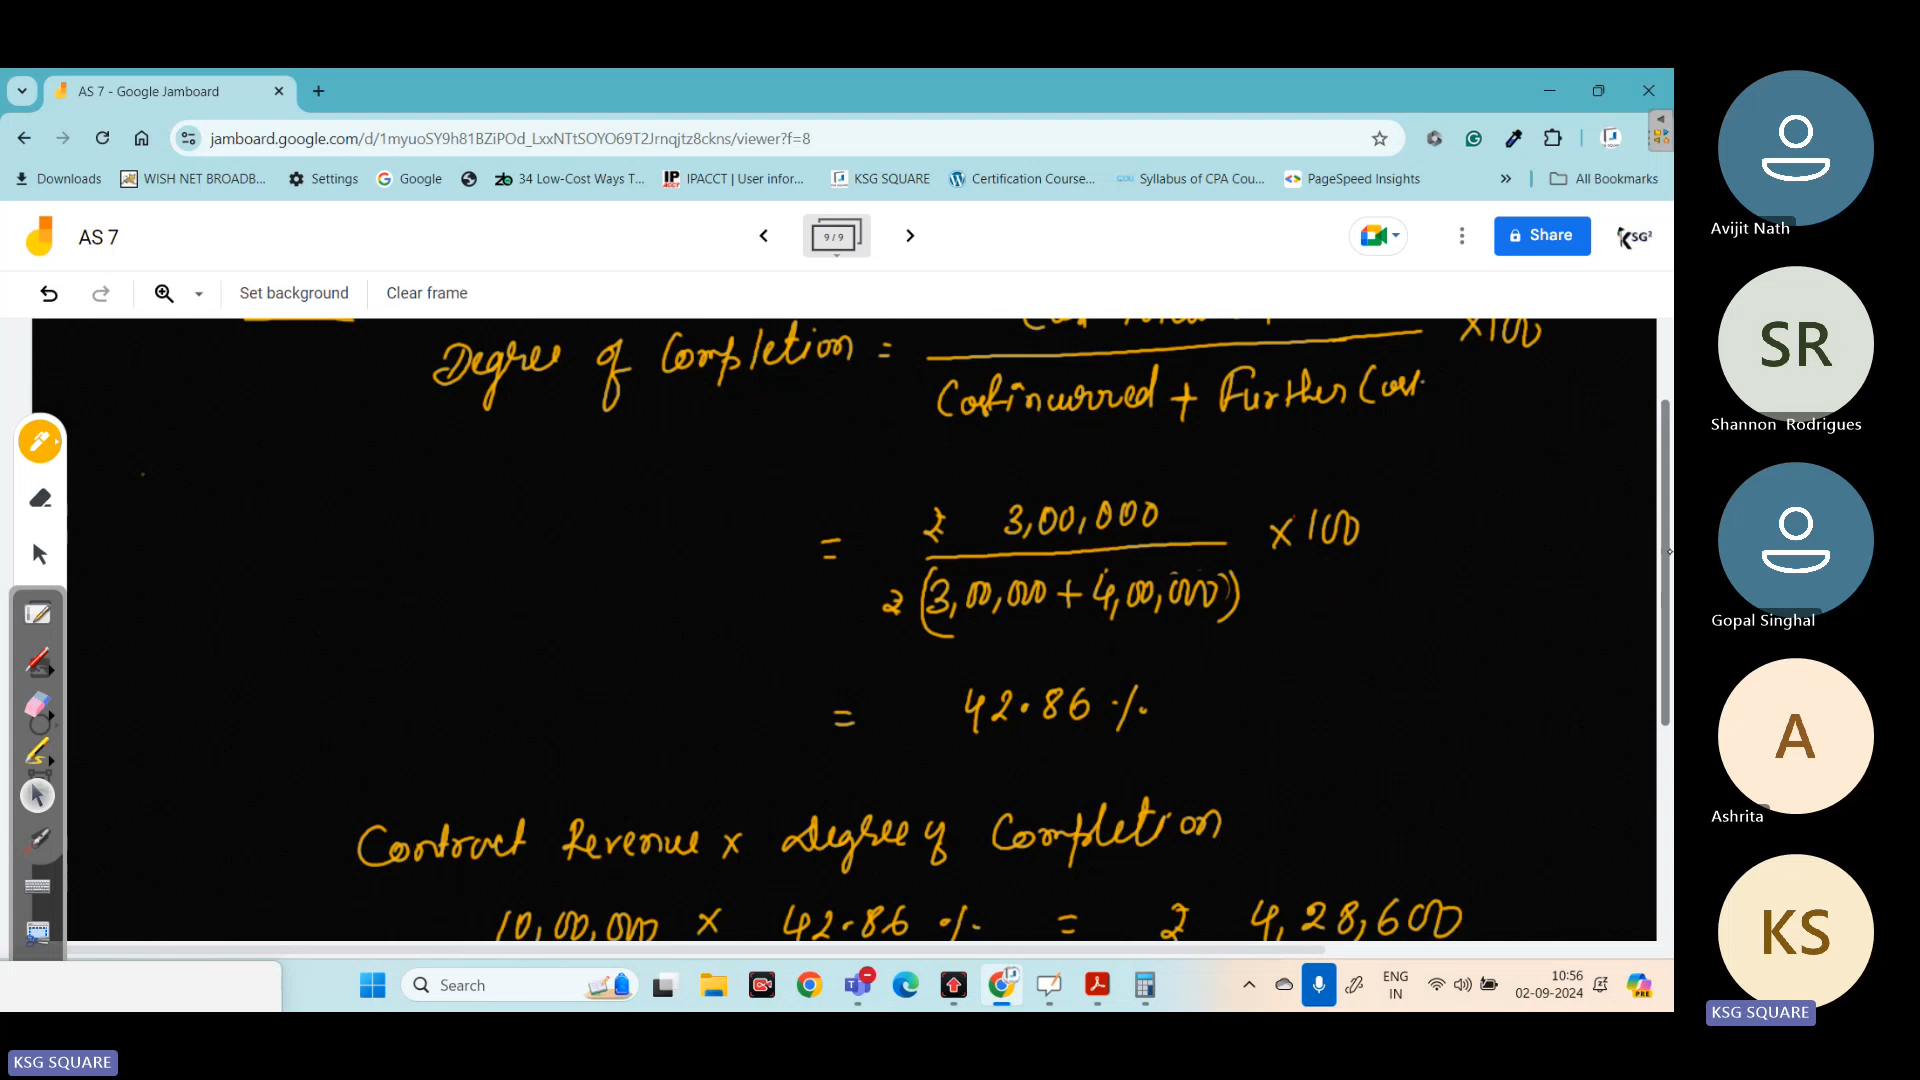 AS 7 - Google Jamboard
jamboard.google.com/d/1myuoSY9h81BZiPOd_LxxNTtSOYO69T2Jrnqjtz8ckns/viewer?f=8
Downloads WISH NET BROADB... Settings Google 34 Low-Cost Ways T... IPACCT | User infor... KSG SQUARE Certification Course... Syllabus of CPA Cou... PageSpeed Insights » All Bookmarks
AS 7 9 / 9 Share KSG²
Set background Clear frame
Degree of Completion = ×100
Cost incurred + Further Cost
= ₹ 3,00,000 ×100
₹ (3,00,000 + 4,00,000)
= 42.86 %
Contract Revenue × Degree of Completion
10,00,000 × 42.86 % = ₹ 4,28,600
Search ENG IN 10:56 02-09-2024
Avijit Nath
SR
Shannon Rodrigues
Gopal Singhal
A
Ashrita
KS
KSG SQUARE
KSG SQUARE